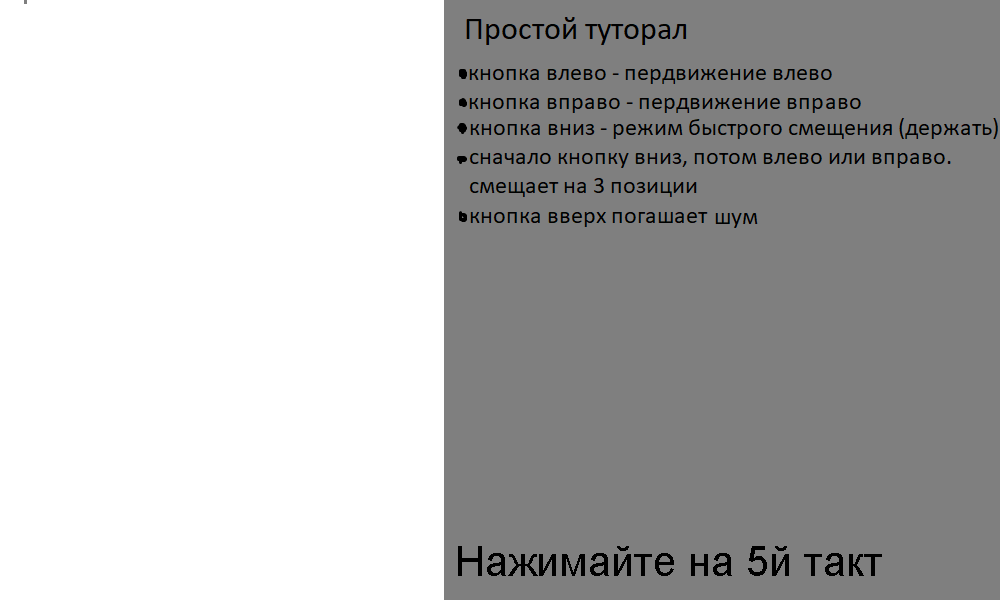 Простой туторал
кнопка влево - пердвижение влево
кнопка вправо - пердвижение вправо
кнопка вниз - режим быстрого смещения (держать)
сначало кнопку вниз, потом влево или вправо.
смещает на 3 позиции
кнопка вверх погашает шум
Нажимайте на 5й такт